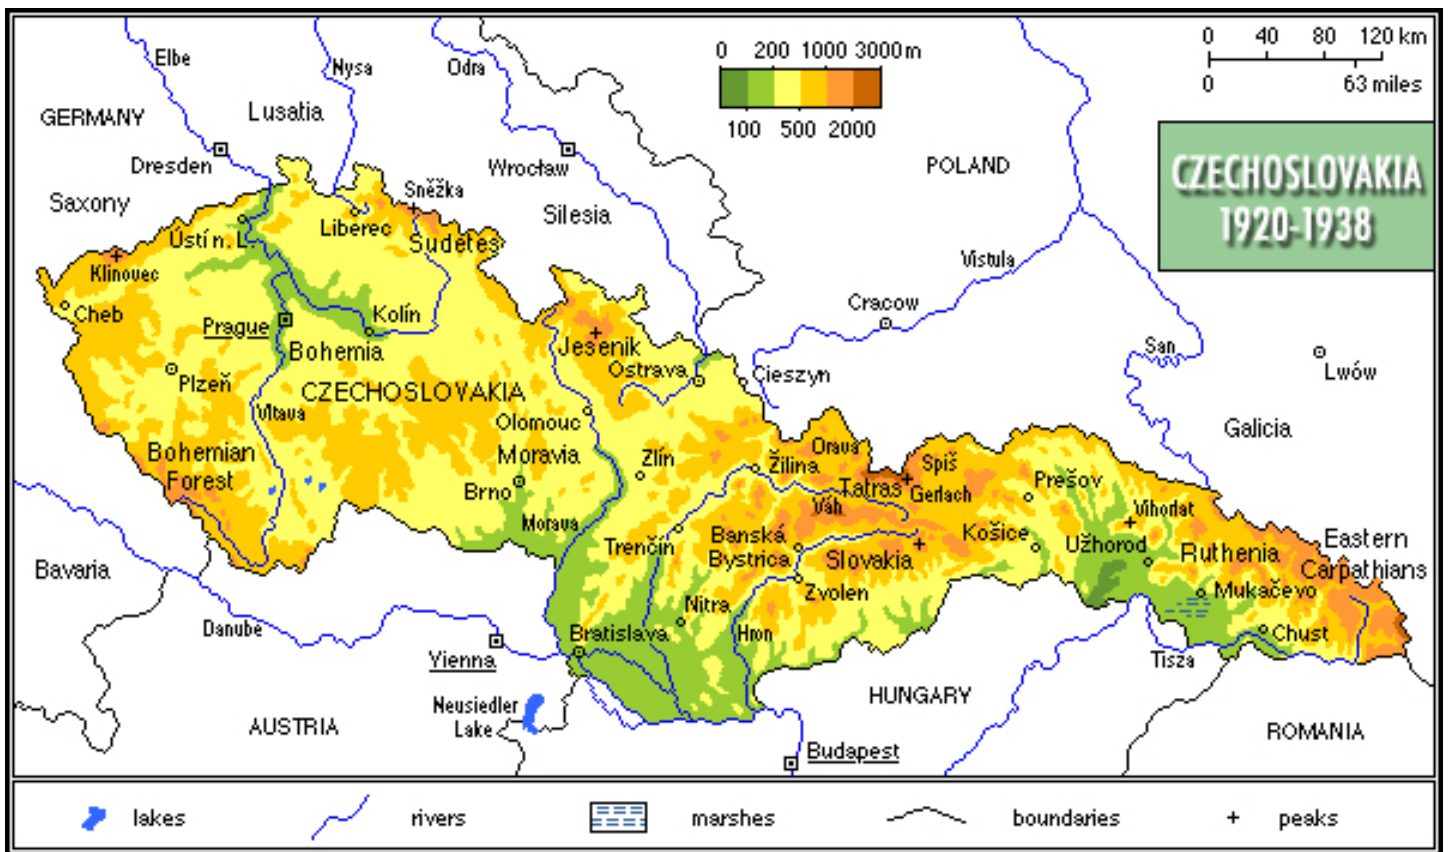 Elbe
Nysa
Odra
0 200 1000 3000 m
100 500 2000
0 40 80 120 km
0 63 miles
GERMANY
Lusatia
Dresden
Wrocław
POLAND
CZECHOSLOVAKIA
1920-1938
Saxony
Sněžka
Silesia
Ústí n. L.
Liberec
Sudetes
Klinovec
Vistula
Cheb
Prague
Kolín
Cracow
Bohemia
Jesenik
San
Plzeň
Ostrava
Cieszyn
Lwów
CZECHOSLOVAKIA
Vltava
Olomouc
Galicia
Bohemian
Forest
Moravia
Zlín
Žilina
Orava
Spiš
Brno
Tatras
Gerlach
Prešov
Morava
Váh
Vihorlat
Trenčín
Banská
Bystrica
Slovakia
Košice
Užhorod
Ruthenia
Eastern
Carpathians
Bavaria
Zvolen
Mukačevo
Nitra
Danube
Bratislava
Hron
Chust
Vienna
Tisza
Neusiedler
Lake
HUNGARY
AUSTRIA
ROMANIA
Budapest
lakes rivers marshes boundaries peaks